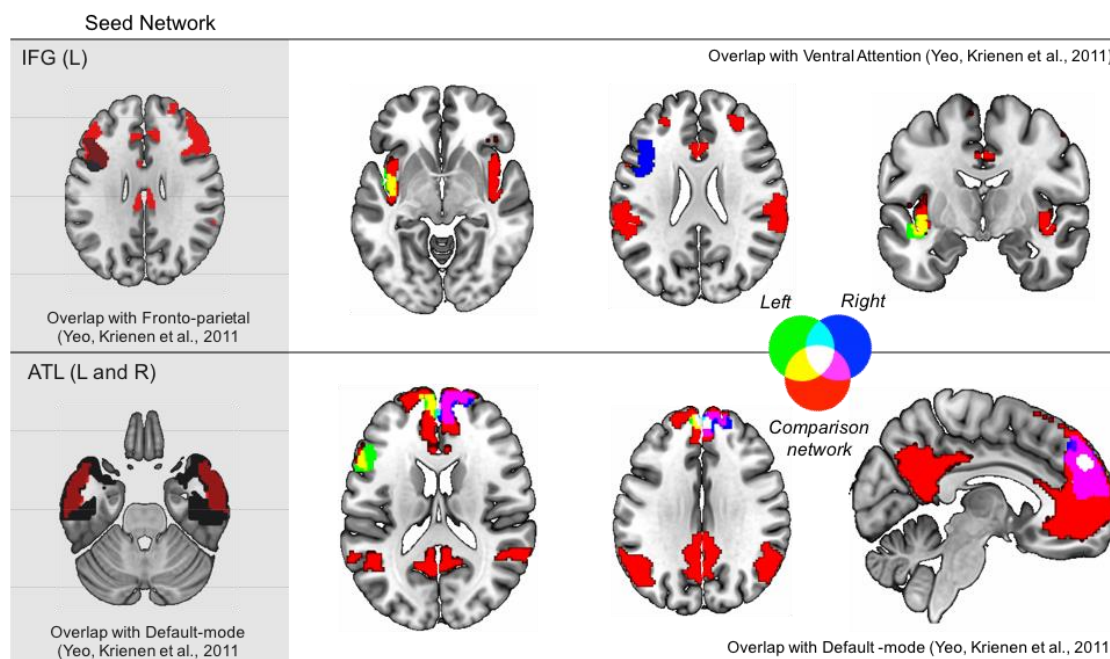 Seed Network
IFG (L)
Overlap with Ventral Attention (Yeo, Krienen et al., 2011)
Overlap with Fronto-parietal
(Yeo, Krienen et al., 2011
Left
Right
ATL (L and R)
Comparison
network
Overlap with Default-mode
(Yeo, Krienen et al., 2011
Overlap with Default -mode (Yeo, Krienen et al., 2011